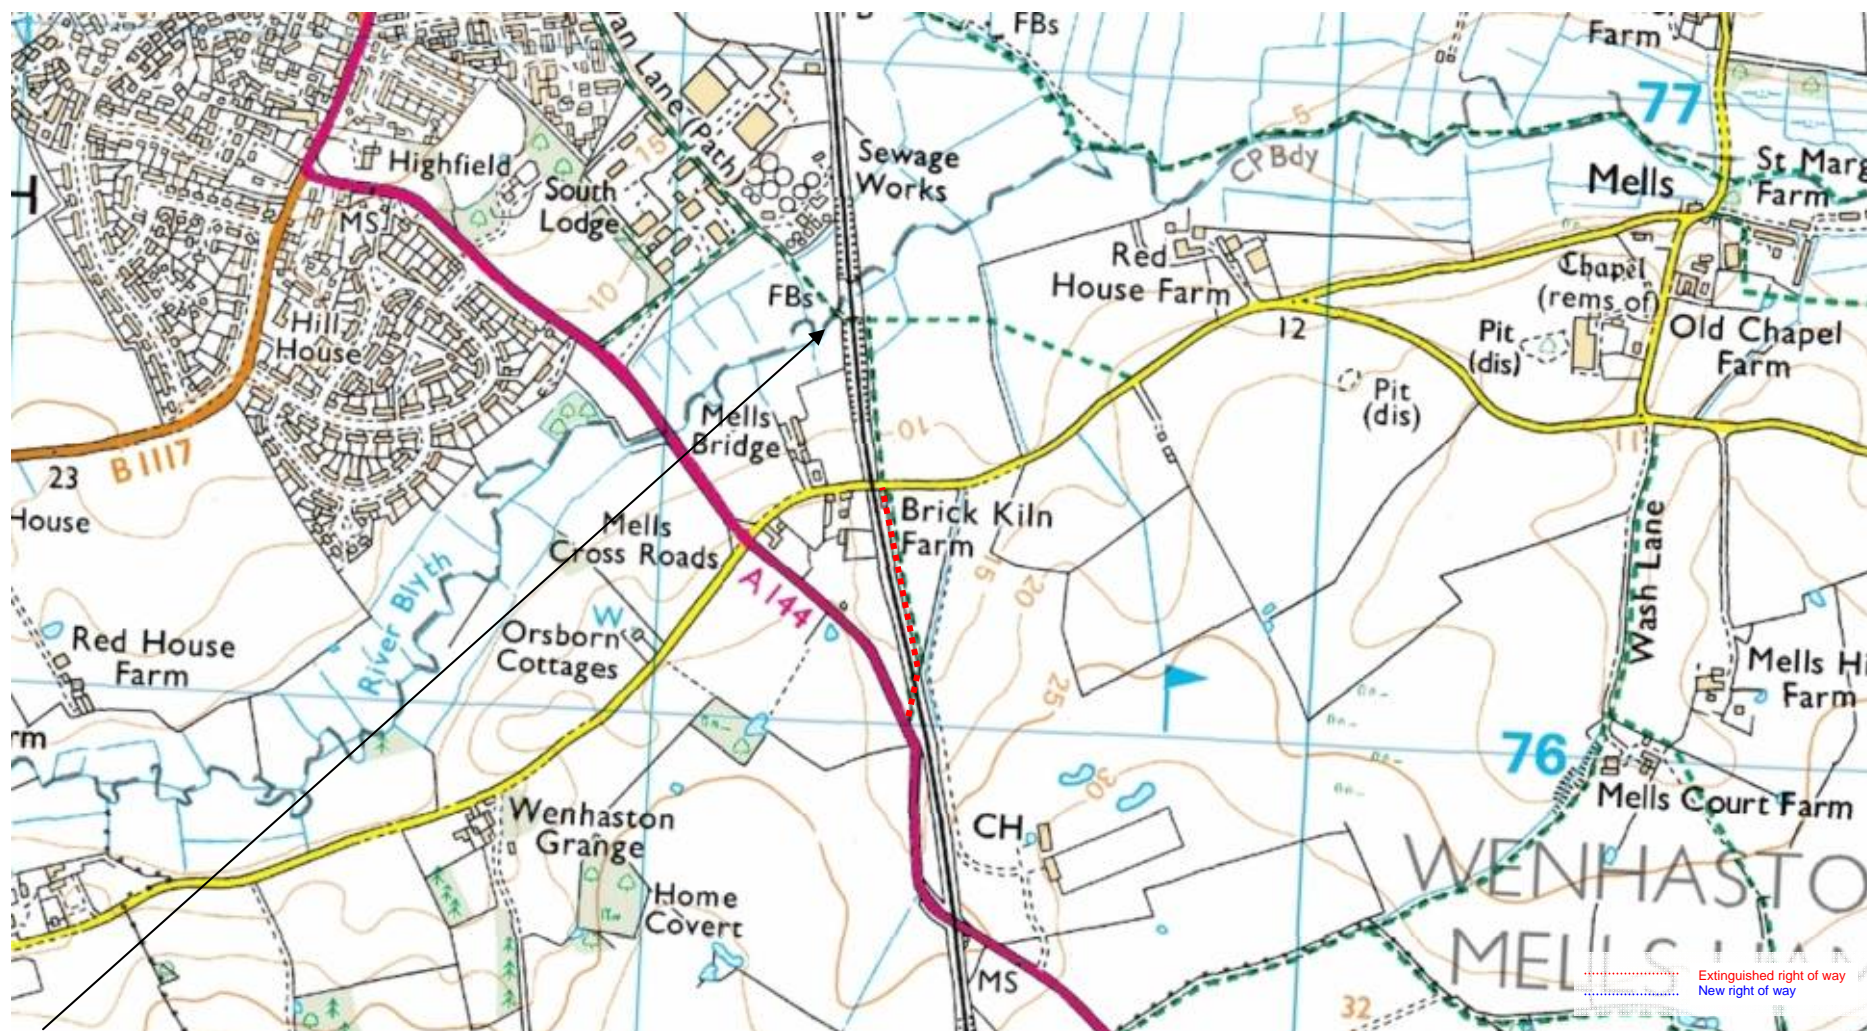 FBs
Farm
77
an Lane (Path)
15
5
Highfield
Sewage
Works
CP Bdy
St Marg
Farm
Mells
MS
South
Lodge
Red
House Farm
Chapel
(rems of)
10
FBs
12
Hill
House
Pit
(dis)
Old Chapel
Farm
Pit
(dis)
Mells
Bridge
10
11
B 1117
23
House
Brick Kiln
Farm
Mells
Cross Roads
A 144
15
20
Wash Lane
W
River Blyth
Orsborn
Cottages
Red House
Farm
25
Mells Hi
Farm
rm
76
Mells Court Farm
30
CH
Wenhaston
Grange
WENHASTO
Home
Covert
MS
32
Extinguished right of way
New right of way